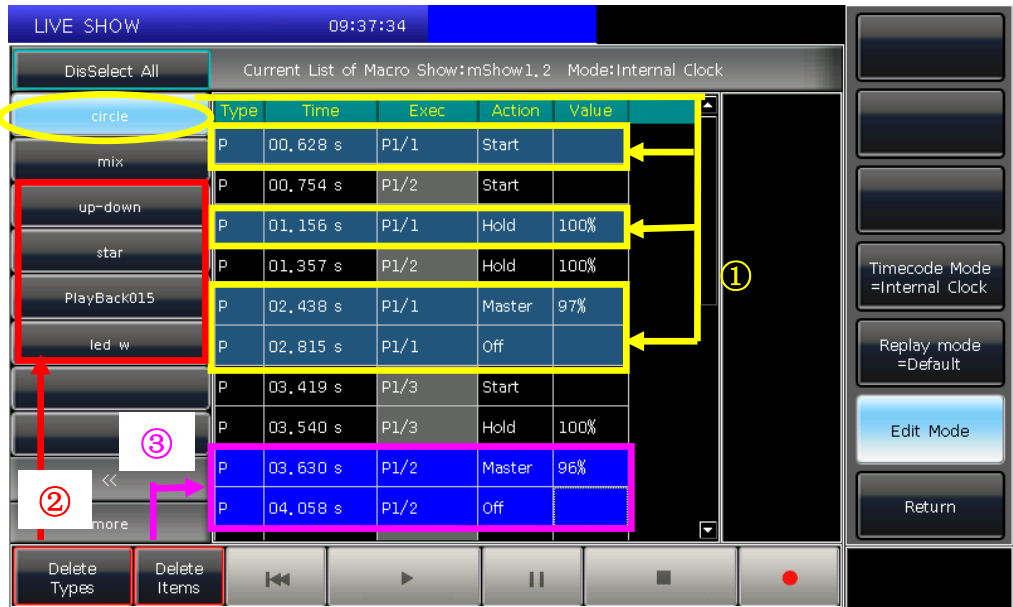 LIVE SHOW 09:37:34
DisSelect All Current List of Macro Show:mShow1.2 Mode:Internal Clock
circle
mix
up-down
star
PlayBack015
led w
<<
more
Type Time Exec Action Value
P 00.628 s P1/1 Start
P 00.754 s P1/2 Start
P 01.156 s P1/1 Hold 100%
P 01.357 s P1/2 Hold 100%
P 02.438 s P1/1 Master 97%
P 02.815 s P1/1 Off
P 03.419 s P1/3 Start
P 03.540 s P1/3 Hold 100%
P 03.630 s P1/2 Master 96%
P 04.058 s P1/2 Off
①
②
③
Timecode Mode
=Internal Clock
Replay mode
=Default
Edit Mode
Return
Delete
Types
Delete
Items